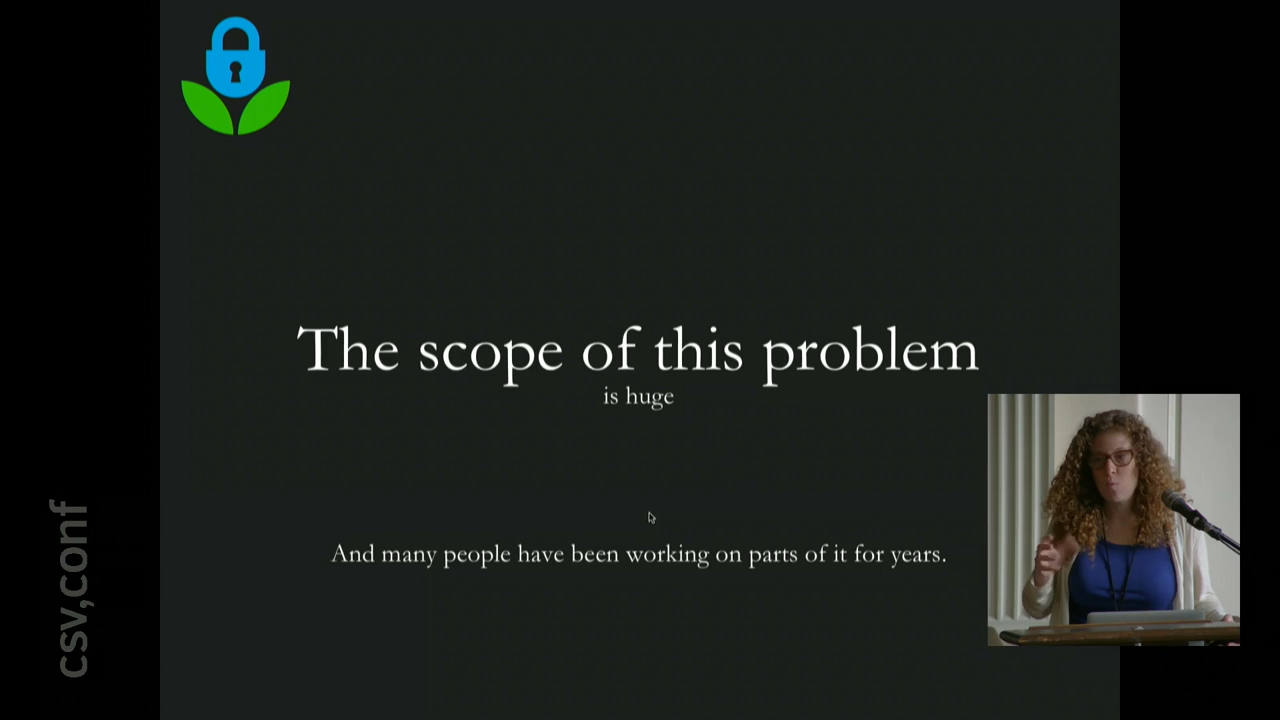 The scope of this problem
is huge
And many people have been working on parts of it for years.
csv,conf